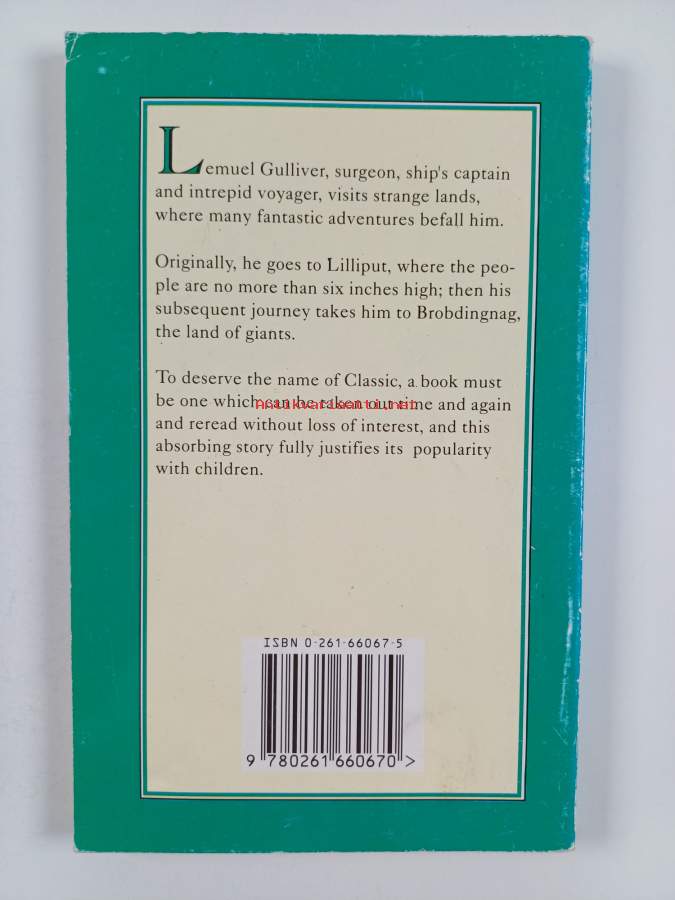 Lemuel Gulliver, surgeon, ship's captain
and intrepid voyager, visits strange lands,
where many fantastic adventures befall him.
Originally, he goes to Lilliput, where the peo-
ple are no more than six inches high; then his
subsequent journey takes him to Brobdingnag,
the land of giants.
To deserve the name of Classic, a book must
be one which can be taken out time and again
and reread without loss of interest, and this
absorbing story fully justifies its popularity
with children.
ISBN 0-261-66067-5
9 780261 660670 >